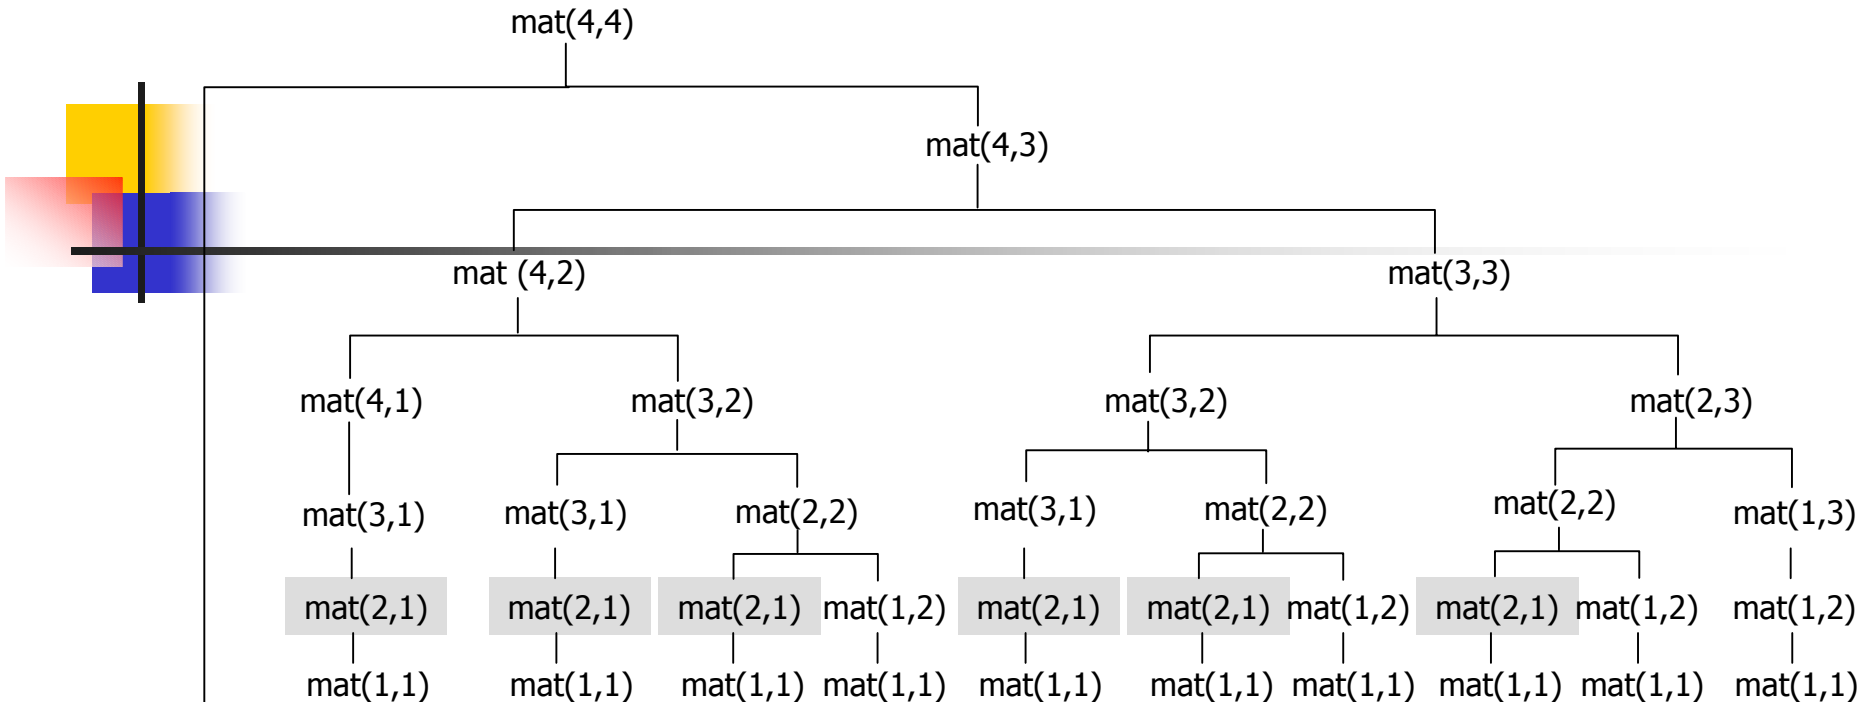 mat(4,4)
mat(4,3)
mat (4,2) mat(3,3)
mat(4,1) mat(3,2) mat(3,2) mat(2,3)
mat(3,1) mat(3,1) mat(2,2) mat(3,1) mat(2,2) mat(2,2) mat(1,3)
mat(2,1) mat(2,1) mat(2,1) mat(1,2) mat(2,1) mat(2,1) mat(1,2) mat(2,1) mat(1,2) mat(1,2)
mat(1,1) mat(1,1) mat(1,1) mat(1,1) mat(1,1) mat(1,1) mat(1,1) mat(1,1) mat(1,1) mat(1,1)